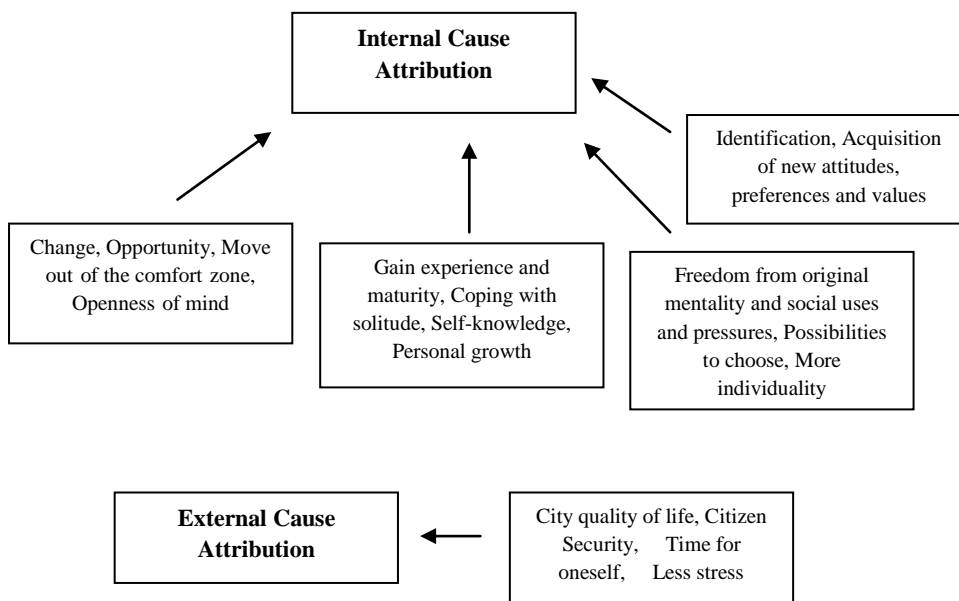 Internal Cause
Attribution
Identification, Acquisition
of new attitudes,
preferences and values
Change, Opportunity, Move
out of the comfort zone,
Openness of mind
Gain experience and
maturity, Coping with
solitude, Self-knowledge,
Personal growth
Freedom from original
mentality and social uses
and pressures, Possibilities
to choose, More
individuality
External Cause
Attribution
City quality of life, Citizen
Security, Time for
oneself, Less stress